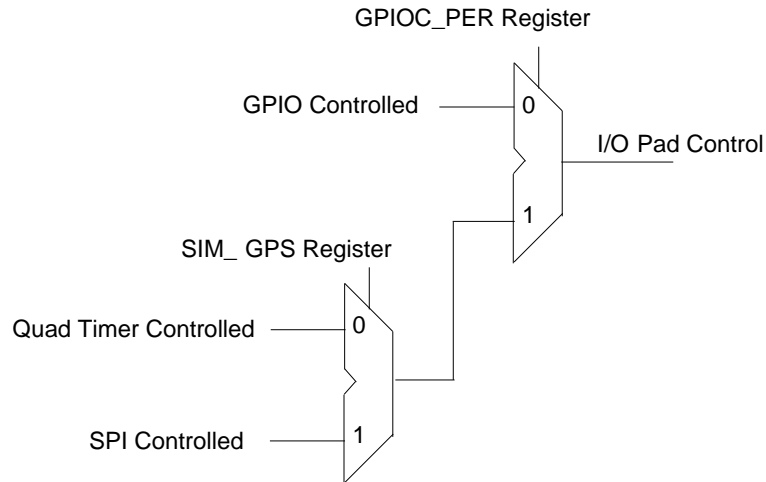 GPIOC_PER Register
GPIO Controlled
0
I/O Pad Control
1
SIM_ GPS Register
Quad Timer Controlled
0
SPI Controlled
1